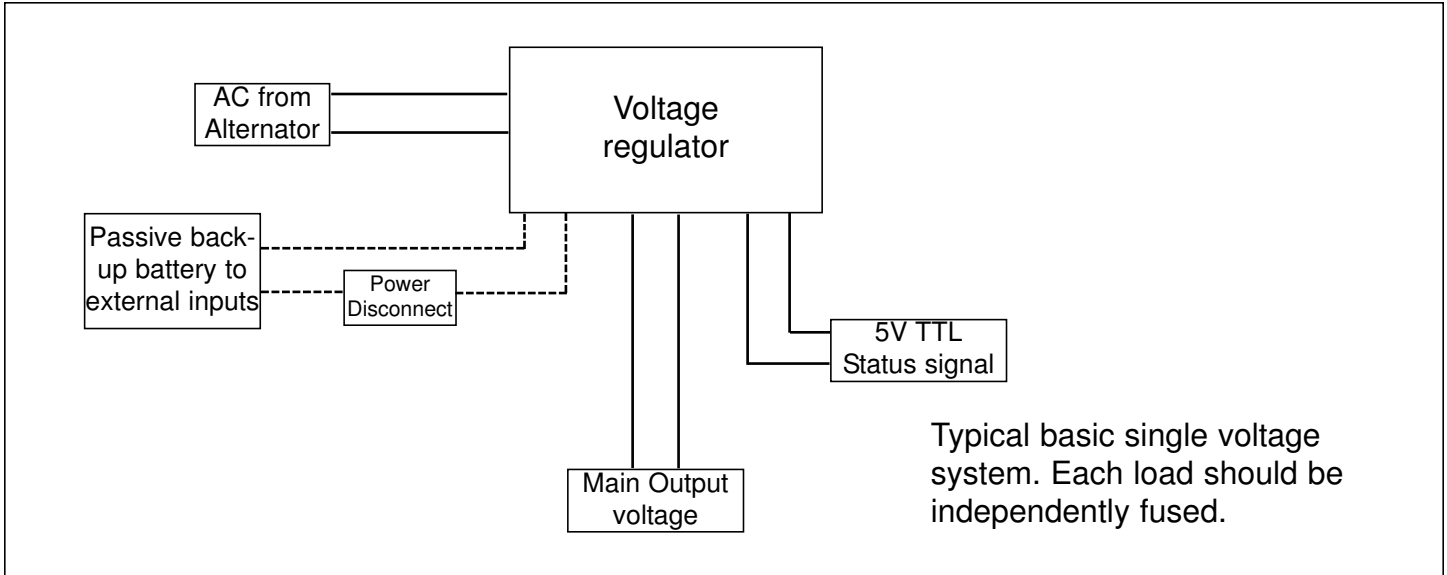 AC from
Alternator
Voltage
regulator
Passive back-
up battery to
external inputs
Power
Disconnect
5V TTL
Status signal
Main Output
voltage
Typical basic single voltage
system. Each load should be
independently fused.